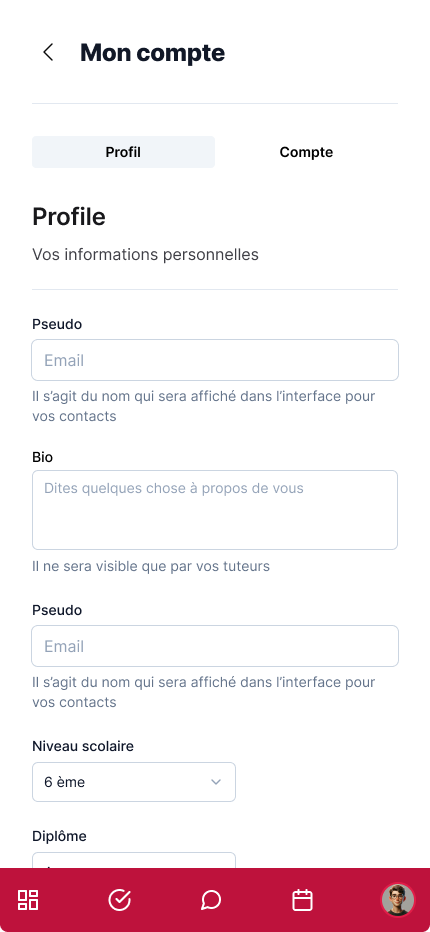 Mon compte
Profil
Compte
Profile
Vos informations personnelles
Pseudo
Email
Il s’agit du nom qui sera affiché dans l’interface pour
vos contacts
Bio
Dites quelques chose à propos de vous
Il ne sera visible que par vos tuteurs
Pseudo
Email
Il s’agit du nom qui sera affiché dans l’interface pour
vos contacts
Niveau scolaire
6 ème
Diplôme